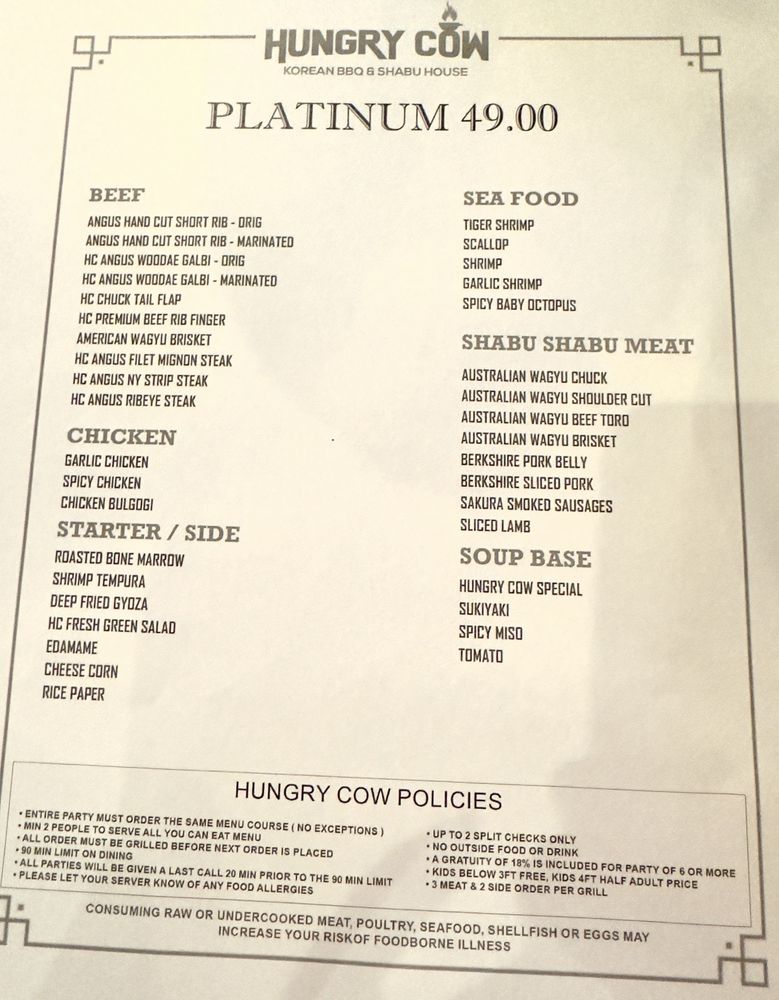 HUNGRY COW
KOREAN BBQ & SHABU HOUSE
PLATINUM 49.00
BEEF
ANGUS HAND CUT SHORT RIB - ORIG
ANGUS HAND CUT SHORT RIB - MARINATED
HC ANGUS WOODAE GALBI - ORIG
HC ANGUS WOODAE GALBI - MARINATED
HC CHUCK TAIL FLAP
HC PREMIUM BEEF RIB FINGER
AMERICAN WAGYU BRISKET
HC ANGUS FILET MIGNON STEAK
HC ANGUS NY STRIP STEAK
HC ANGUS RIBEYE STEAK
CHICKEN
GARLIC CHICKEN
SPICY CHICKEN
CHICKEN BULGOGI
STARTER / SIDE
ROASTED BONE MARROW
SHRIMP TEMPURA
DEEP FRIED GYOZA
HC FRESH GREEN SALAD
EDAMAME
CHEESE CORN
RICE PAPER
SEA FOOD
TIGER SHRIMP
SCALLOP
SHRIMP
GARLIC SHRIMP
SPICY BABY OCTOPUS
SHABU SHABU MEAT
AUSTRALIAN WAGYU CHUCK
AUSTRALIAN WAGYU SHOULDER CUT
AUSTRALIAN WAGYU BEEF TORO
AUSTRALIAN WAGYU BRISKET
BERKSHIRE PORK BELLY
BERKSHIRE SLICED PORK
SAKURA SMOKED SAUSAGES
SLICED LAMB
SOUP BASE
HUNGRY COW SPECIAL
SUKIYAKI
SPICY MISO
TOMATO
HUNGRY COW POLICIES
• ENTIRE PARTY MUST ORDER THE SAME MENU COURSE ( NO EXCEPTIONS )
• MIN 2 PEOPLE TO SERVE ALL YOU CAN EAT MENU
• ALL ORDER MUST BE GRILLED BEFORE NEXT ORDER IS PLACED
• 90 MIN LIMIT ON DINING
• ALL PARTIES WILL BE GIVEN A LAST CALL 20 MIN PRIOR TO THE 90 MIN LIMIT
• PLEASE LET YOUR SERVER KNOW OF ANY FOOD ALLERGIES
• UP TO 2 SPLIT CHECKS ONLY
• NO OUTSIDE FOOD OR DRINK
• A GRATUITY OF 18% IS INCLUDED FOR PARTY OF 6 OR MORE
• KIDS BELOW 3FT FREE, KIDS 4FT HALF ADULT PRICE
• 3 MEAT & 2 SIDE ORDER PER GRILL
CONSUMING RAW OR UNDERCOOKED MEAT, POULTRY, SEAFOOD, SHELLFISH OR EGGS MAY
INCREASE YOUR RISKOF FOODBORNE ILLNESS